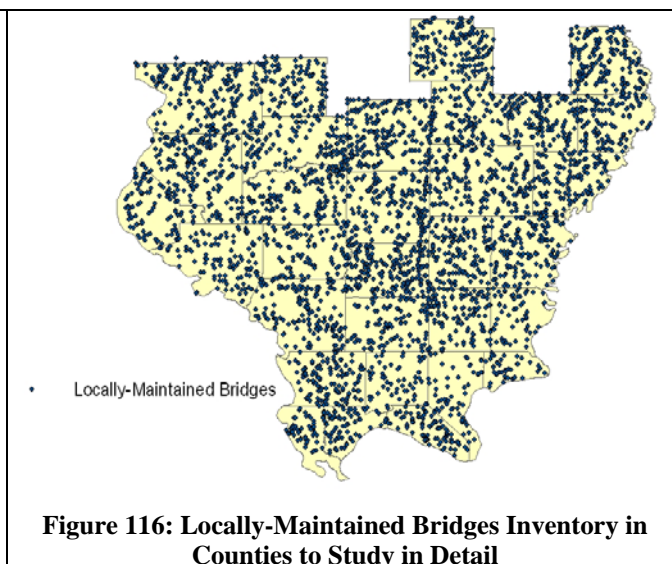 Locally-Maintained Bridges
Figure 116: Locally-Maintained Bridges Inventory in
Counties to Study in Detail